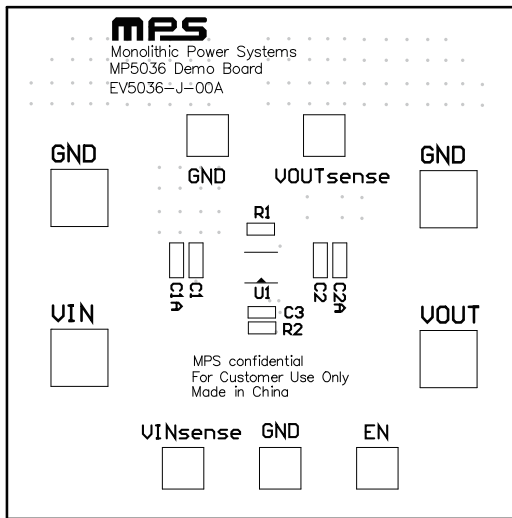 mps
Monolithic Power Systems
MP5036 Demo Board
EV5036-J-00A
GND
GND
VOUTsense
GND
R1
C1A
C1
C2
C2A
U1
VIN
C3
VOUT
R2
MPS confidential
For Customer Use Only
Made in China
VINsense
GND
EN